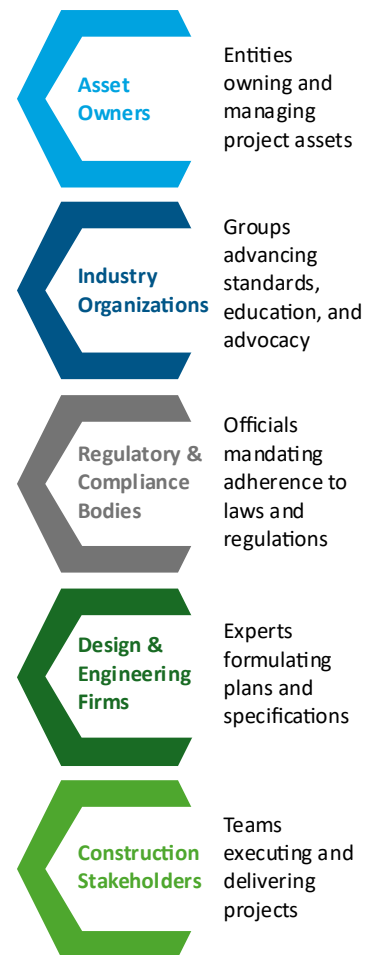 Asset
Owners
Entities
owning and
managing
project assets
Industry
Organizations
Groups
advancing
standards,
education, and
advocacy
Regulatory &
Compliance
Bodies
Officials
mandating
adherence to
laws and
regulations
Design &
Engineering
Firms
Experts
formulating
plans and
specifications
Construction
Stakeholders
Teams
executing and
delivering
projects